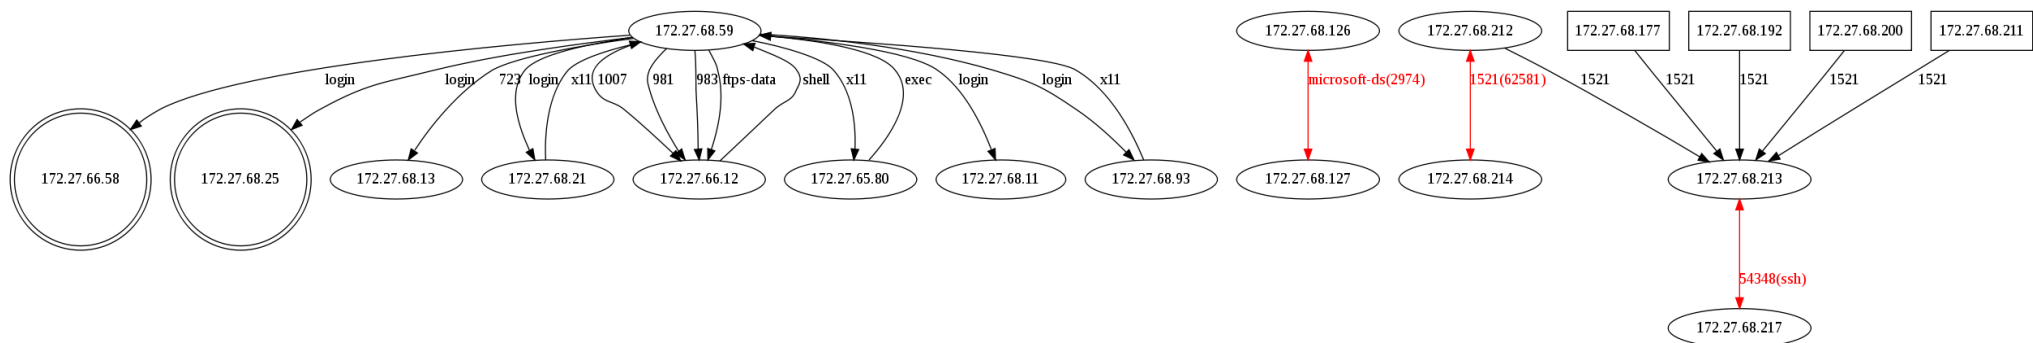 172.27.68.59
172.27.68.126
172.27.68.212
172.27.68.177
172.27.68.192
172.27.68.200
172.27.68.211
login
login
723
login
x11
1007
981
983
ftps-data
shell
x11
exec
login
login
x11
microsoft-ds(2974)
1521(62581)
1521
1521
1521
1521
1521
172.27.66.58
172.27.68.25
172.27.68.13
172.27.68.21
172.27.66.12
172.27.65.80
172.27.68.11
172.27.68.93
172.27.68.127
172.27.68.214
172.27.68.213
54348(ssh)
172.27.68.217